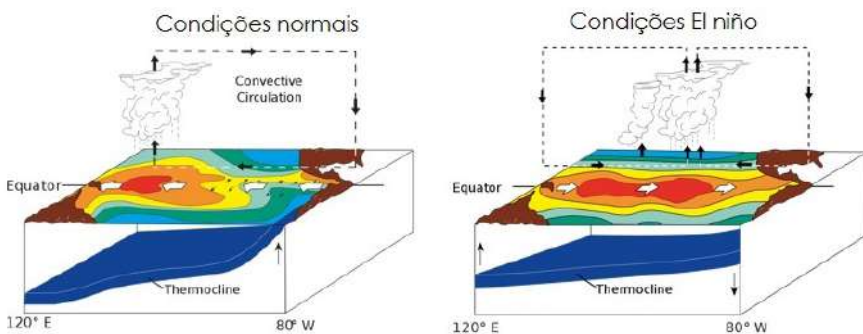 Condições normais
Convective
Circulation
Equator
Thermocline
120° E
80° W
Condições El niño
Equator
Thermocline
120° E
80° W